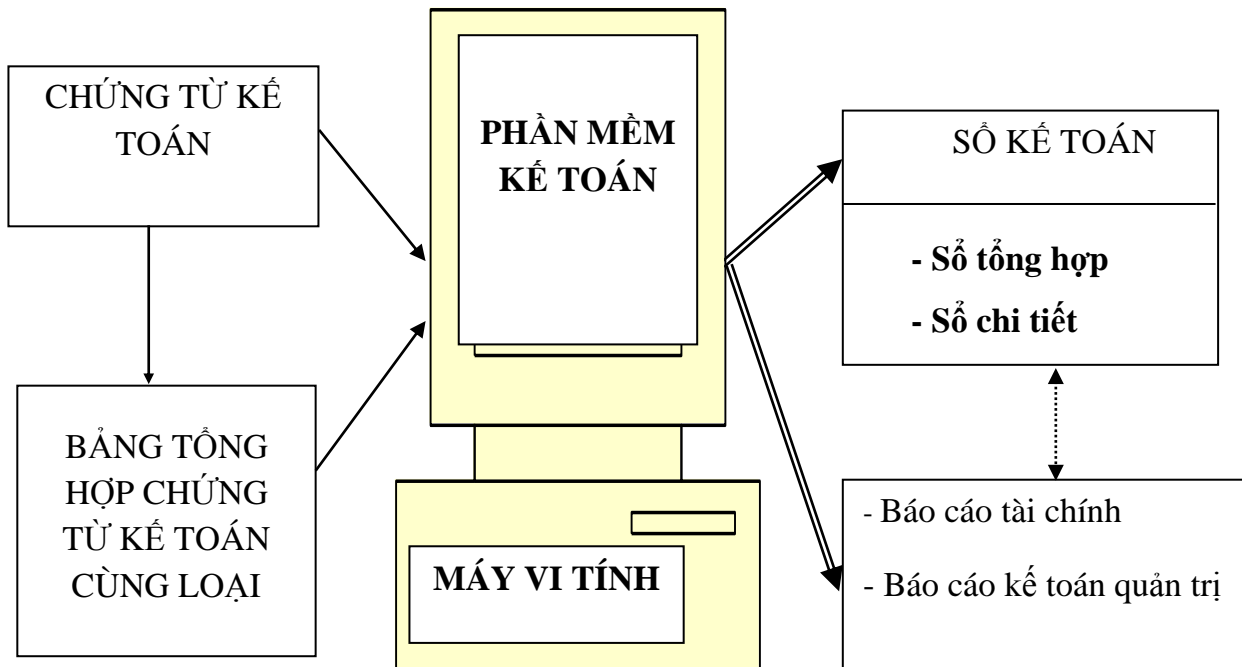 CHỨNG TỪ KẾ
TOÁN
BẢNG TỔNG
HỢP CHỨNG
TỪ KẾ TOÁN
CÙNG LOẠI
PHẦN MỀM
KẾ TOÁN
MÁY VI TÍNH
SỔ KẾ TOÁN
- Sổ tổng hợp
- Sổ chi tiết
- Báo cáo tài chính
- Báo cáo kế toán quản trị